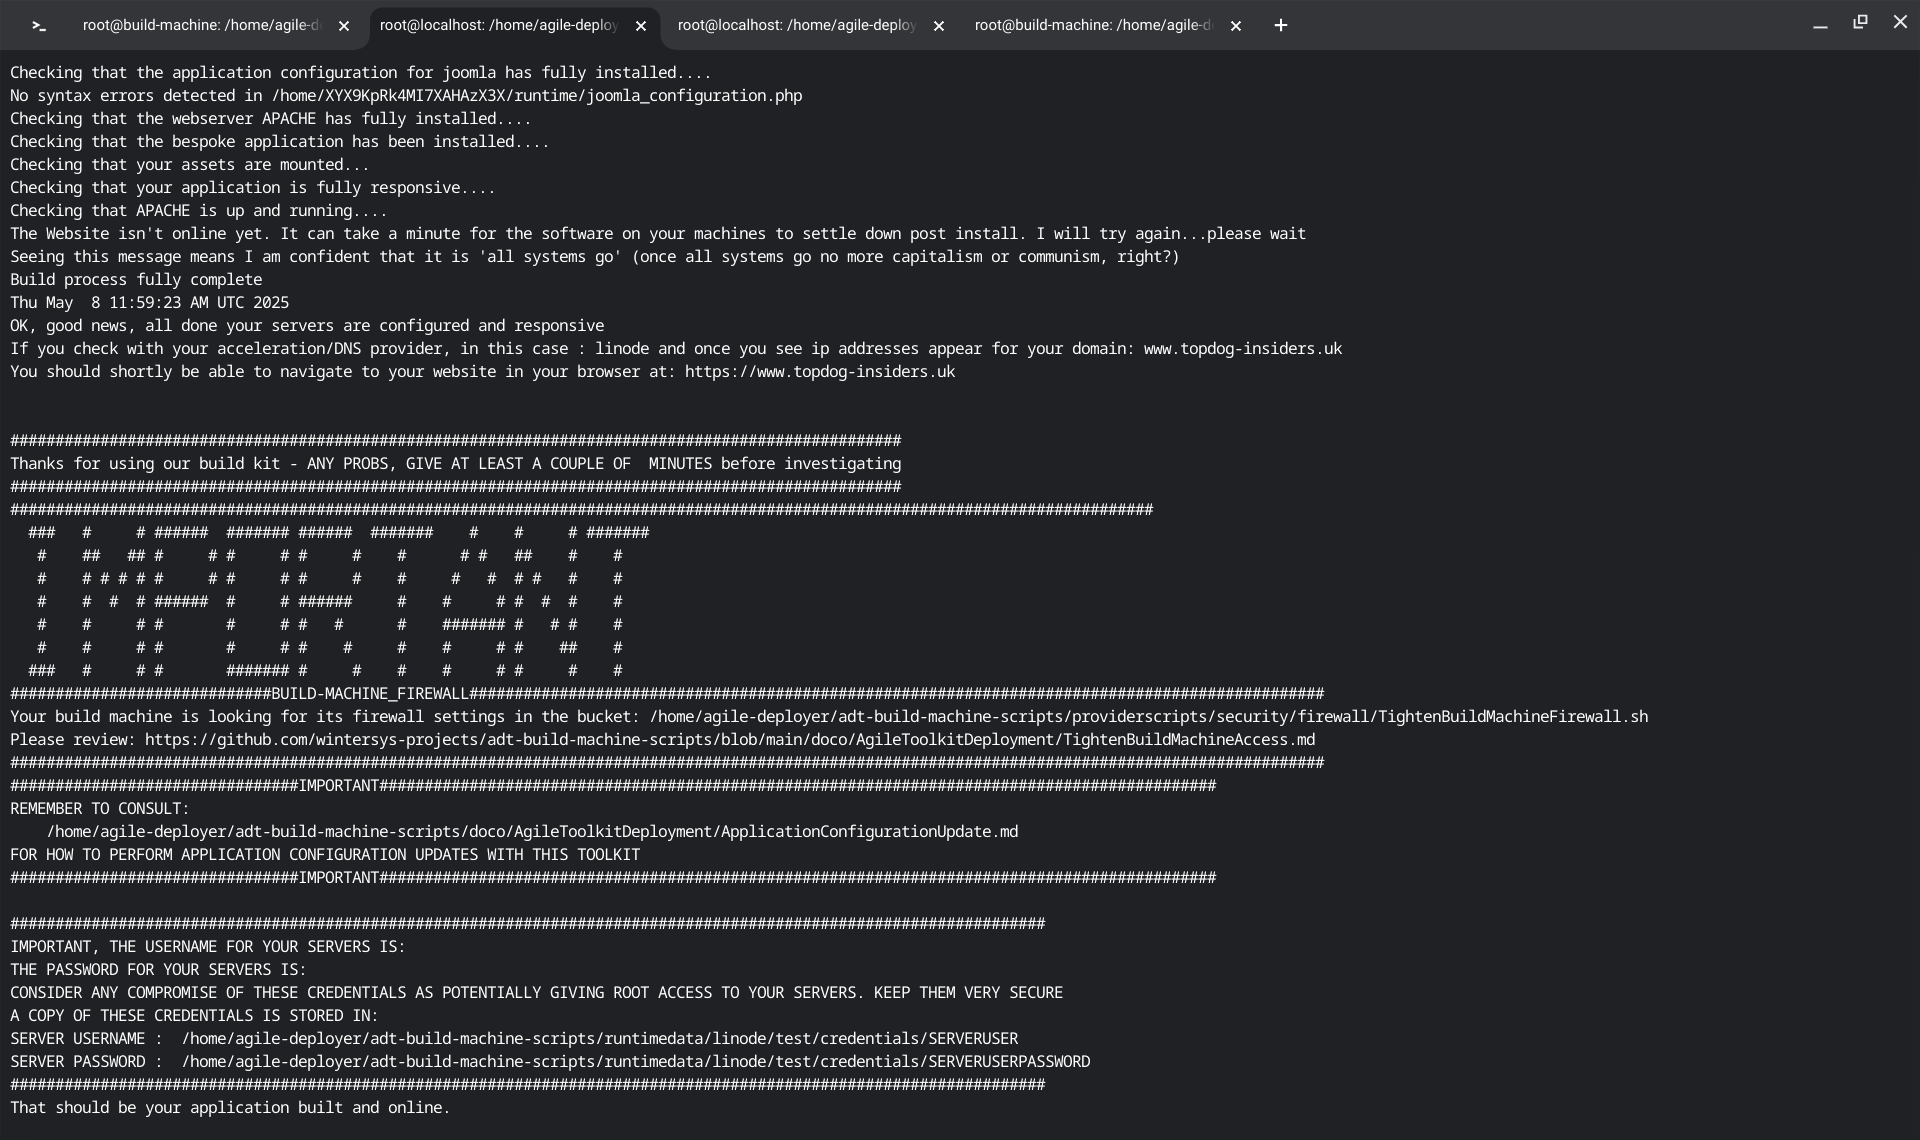 root@build-machine: /home/agile-d
root@localhost: /home/agile-deploy
root@localhost: /home/agile-deploy
root@build-machine: /home/agile-d
Checking that the application configuration for joomla has fully installed....
No syntax errors detected in /home/XYX9KpRk4MI7XAHAzX3X/runtime/joomla_configuration.php
Checking that the webserver APACHE has fully installed....
Checking that the bespoke application has been installed....
Checking that your assets are mounted...
Checking that your application is fully responsive....
Checking that APACHE is up and running....
The Website isn't online yet. It can take a minute for the software on your machines to settle down post install. I will try again...please wait
Seeing this message means I am confident that it is 'all systems go' (once all systems go no more capitalism or communism, right?)
Build process fully complete
Thu May  8 11:59:23 AM UTC 2025
OK, good news, all done your servers are configured and responsive
If you check with your acceleration/DNS provider, in this case : linode and once you see ip addresses appear for your domain: www.topdog-insiders.uk
You should shortly be able to navigate to your website in your browser at: https://www.topdog-insiders.uk
###################################################################################################
Thanks for using our build kit - ANY PROBS, GIVE AT LEAST A COUPLE OF  MINUTES before investigating
###################################################################################################
###############################################################################################################################
IMPORTANT
#############################BUILD-MACHINE_FIREWALL###############################################################################################
Your build machine is looking for its firewall settings in the bucket: /home/agile-deployer/adt-build-machine-scripts/providerscripts/security/firewall/TightenBuildMachineFirewall.sh
Please review: https://github.com/wintersys-projects/adt-build-machine-scripts/blob/main/doco/AgileToolkitDeployment/TightenBuildMachineAccess.md
##################################################################################################################################################
################################IMPORTANT#############################################################################################
REMEMBER TO CONSULT:
    /home/agile-deployer/adt-build-machine-scripts/doco/AgileToolkitDeployment/ApplicationConfigurationUpdate.md
FOR HOW TO PERFORM APPLICATION CONFIGURATION UPDATES WITH THIS TOOLKIT
################################IMPORTANT#############################################################################################
###################################################################################################################
IMPORTANT, THE USERNAME FOR YOUR SERVERS IS:
THE PASSWORD FOR YOUR SERVERS IS:
CONSIDER ANY COMPROMISE OF THESE CREDENTIALS AS POTENTIALLY GIVING ROOT ACCESS TO YOUR SERVERS. KEEP THEM VERY SECURE
A COPY OF THESE CREDENTIALS IS STORED IN:
SERVER USERNAME :  /home/agile-deployer/adt-build-machine-scripts/runtimedata/linode/test/credentials/SERVERUSER
SERVER PASSWORD :  /home/agile-deployer/adt-build-machine-scripts/runtimedata/linode/test/credentials/SERVERUSERPASSWORD
###################################################################################################################
That should be your application built and online.